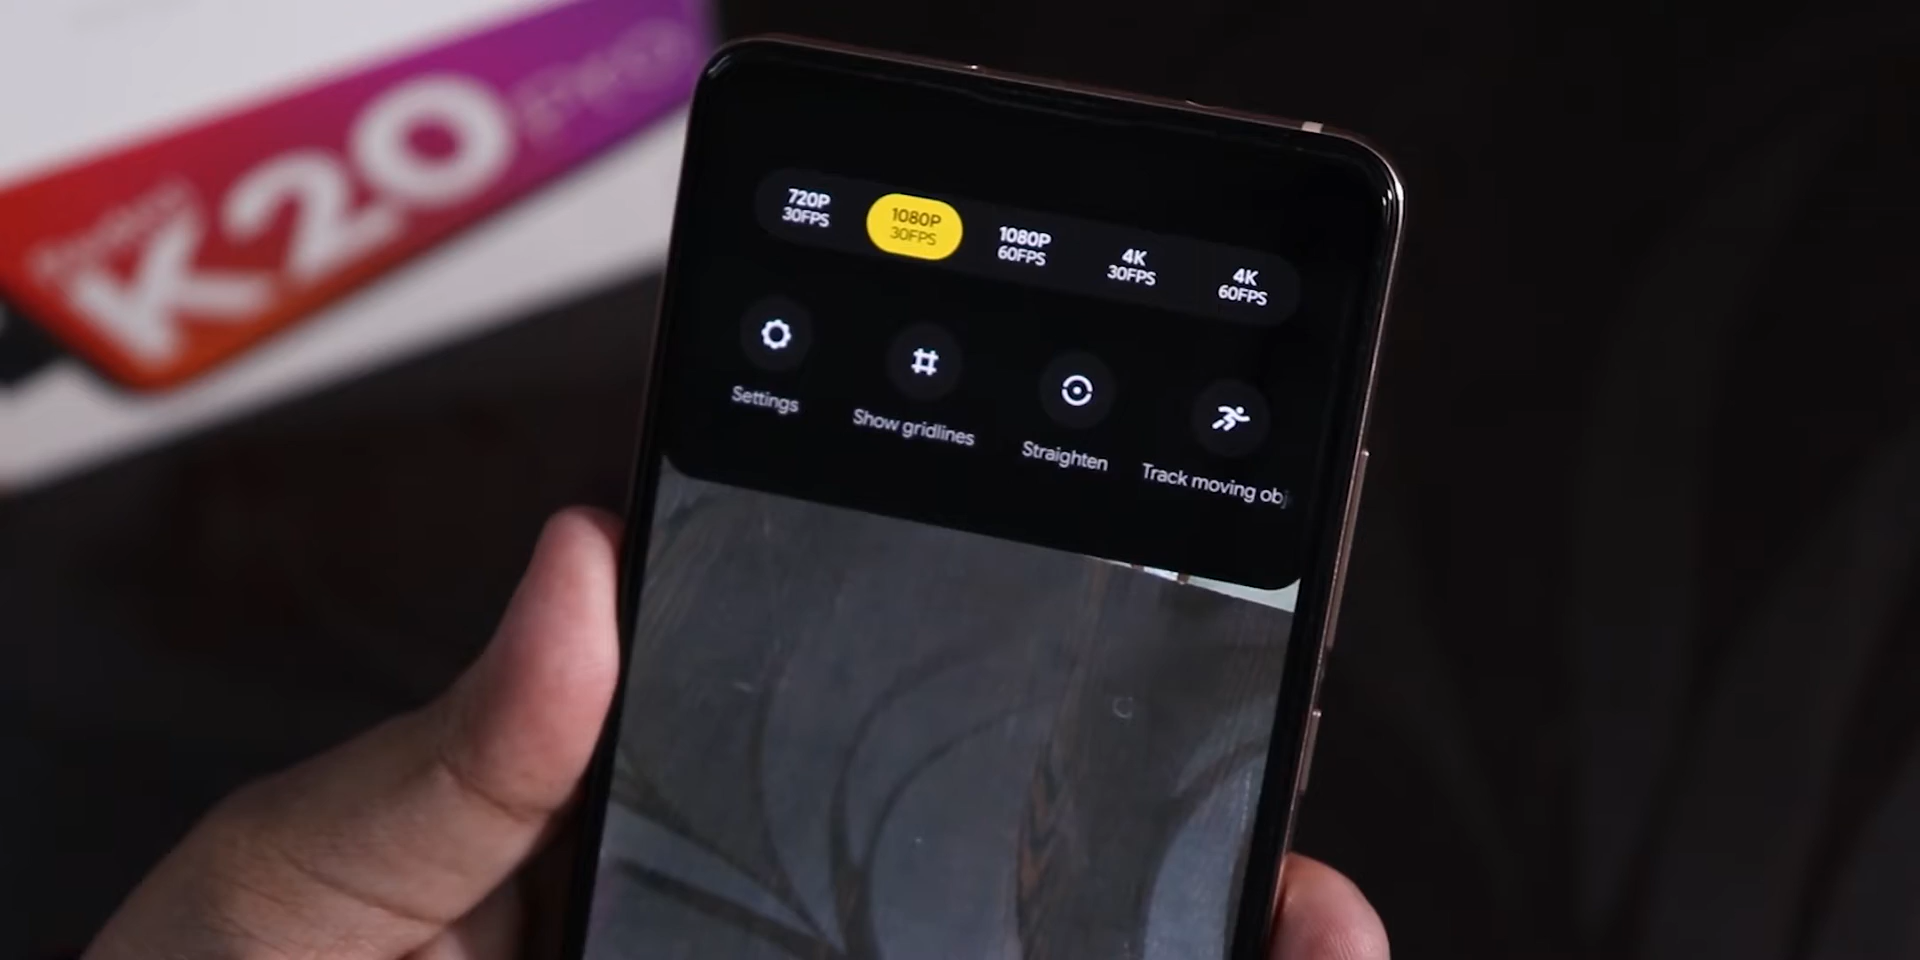 K20
720P
30FPS
1080P
30FPS
1080P
60FPS
4K
30FPS
4K
60FPS
Settings
Show gridlines
Straighten
Track moving obj